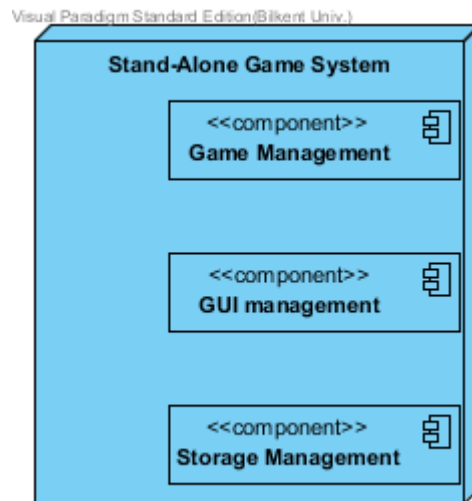 Visual Paradigm Standard Edition(Bilkent Univ.)
Stand-Alone Game System
<<component>>
Game Management
<<component>>
GUI management
<<component>>
Storage Management